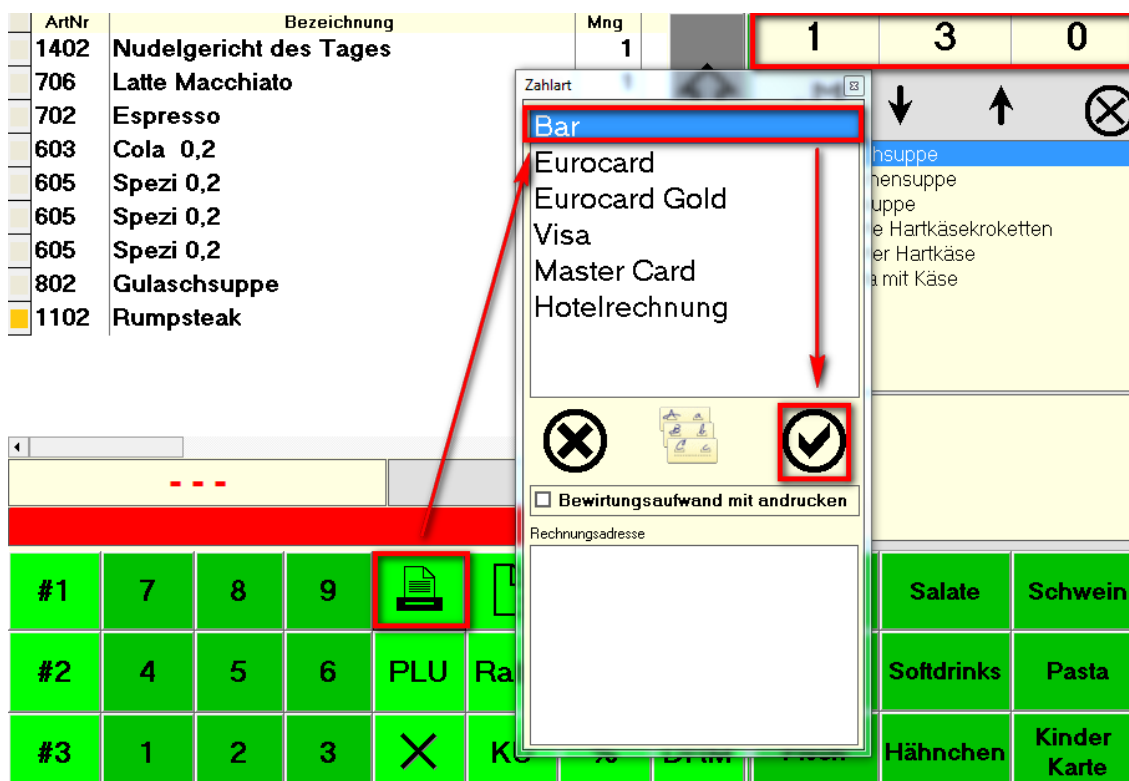 ArtNr Bezeichnung Mng
1402 Nudelgericht des Tages 1
706 Latte Macchiato 1
702 Espresso
603 Cola 0,2
605 Spezi 0,2
605 Spezi 0,2
605 Spezi 0,2
802 Gulaschsuppe
1102 Rumpsteak
---
1 3 0
hsuppe
nensuppe
uppe
e Hartkäsekroketten
er Hartkäse
a mit Käse
Zahlart
Bar
Eurocard
Eurocard Gold
Visa
Master Card
Hotelrechnung
A a
B b
C c
Bewirtungsaufwand mit andrucken
Rechnungsadresse
#1 7 8 9 Salate Schwein
#2 4 5 6 PLU Ra Softdrinks Pasta
#3 1 2 3 Hähnchen Kinder
Karte